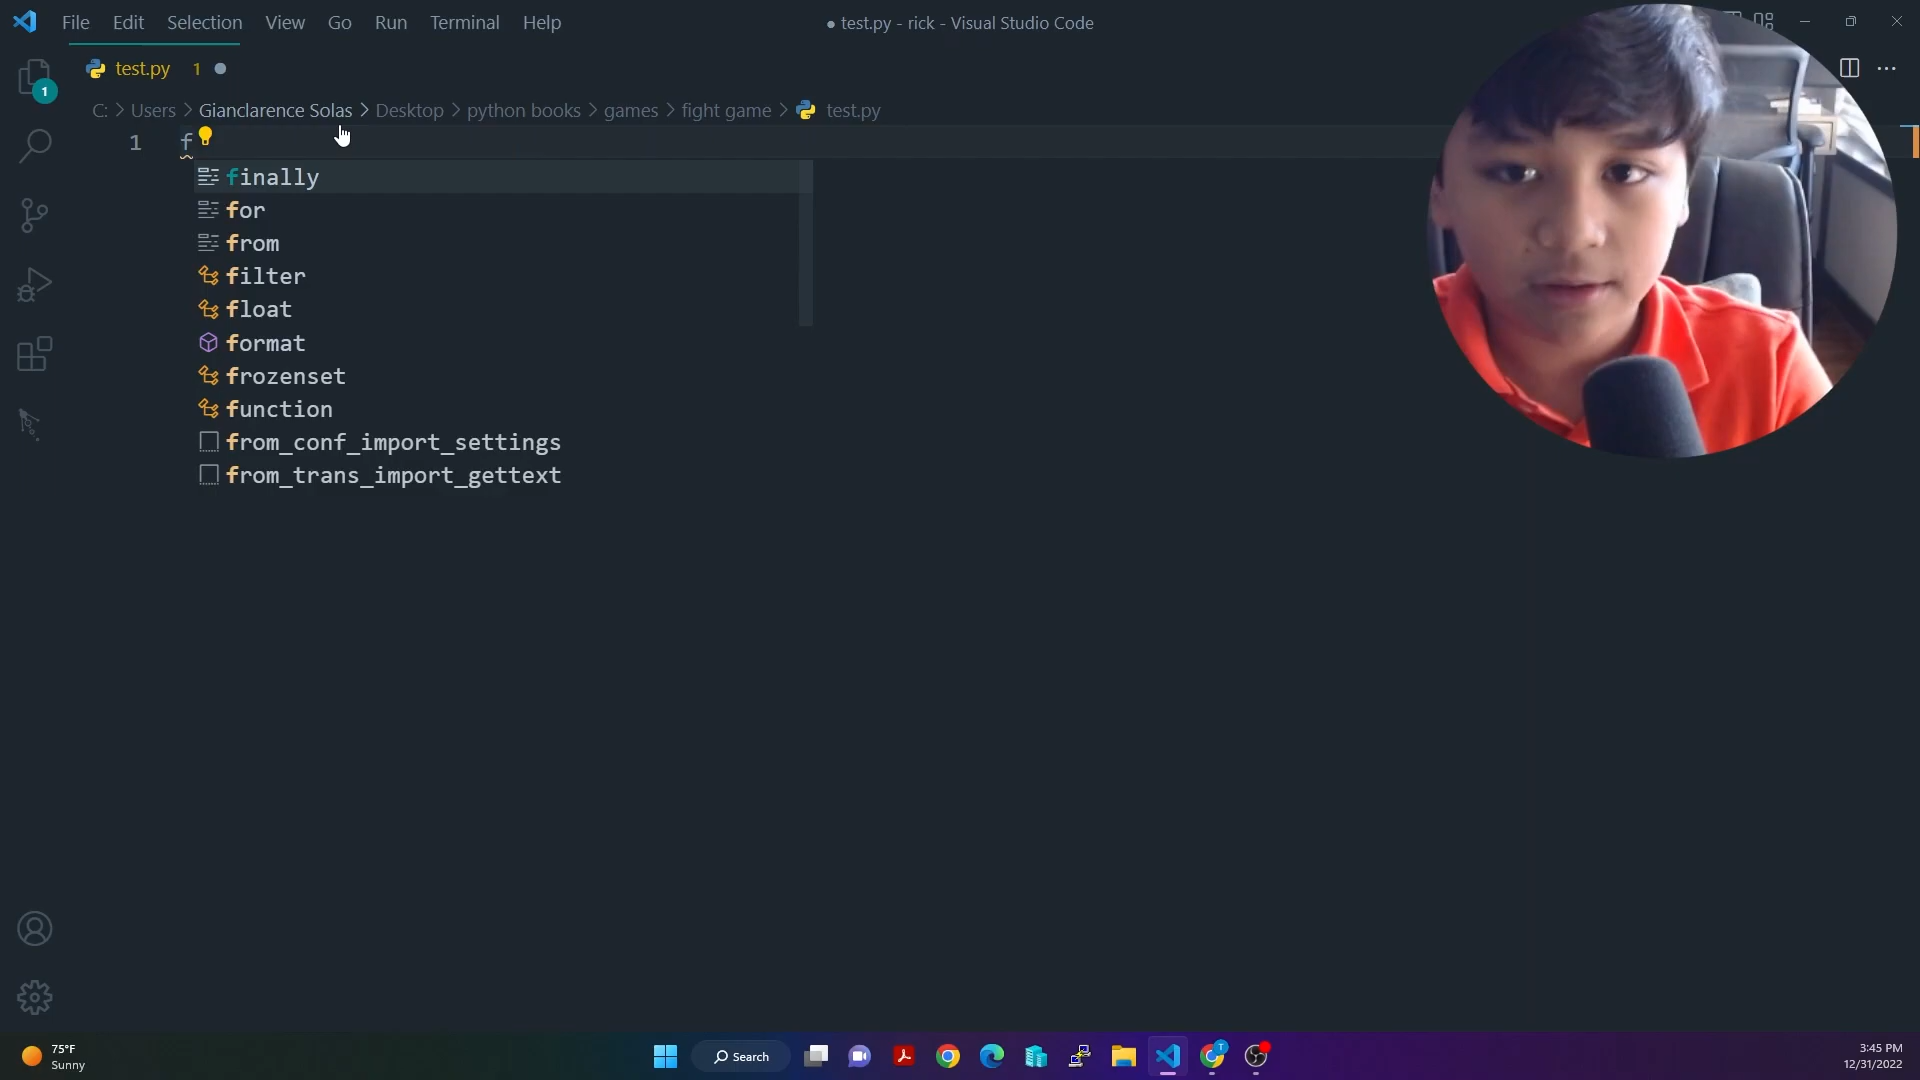 File Edit Selection View Go Run Terminal Help
● test.py - rick - Visual Studio Code
test.py 1 ●
1
C: > Users > Gianclarence Solas > Desktop > python books > games > fight game > test.py
1 f
finally
for
from
filter
float
format
frozenset
function
from_conf_import_settings
from_trans_import_gettext
75°F
Sunny
Search
T
3:45 PM
12/31/2022